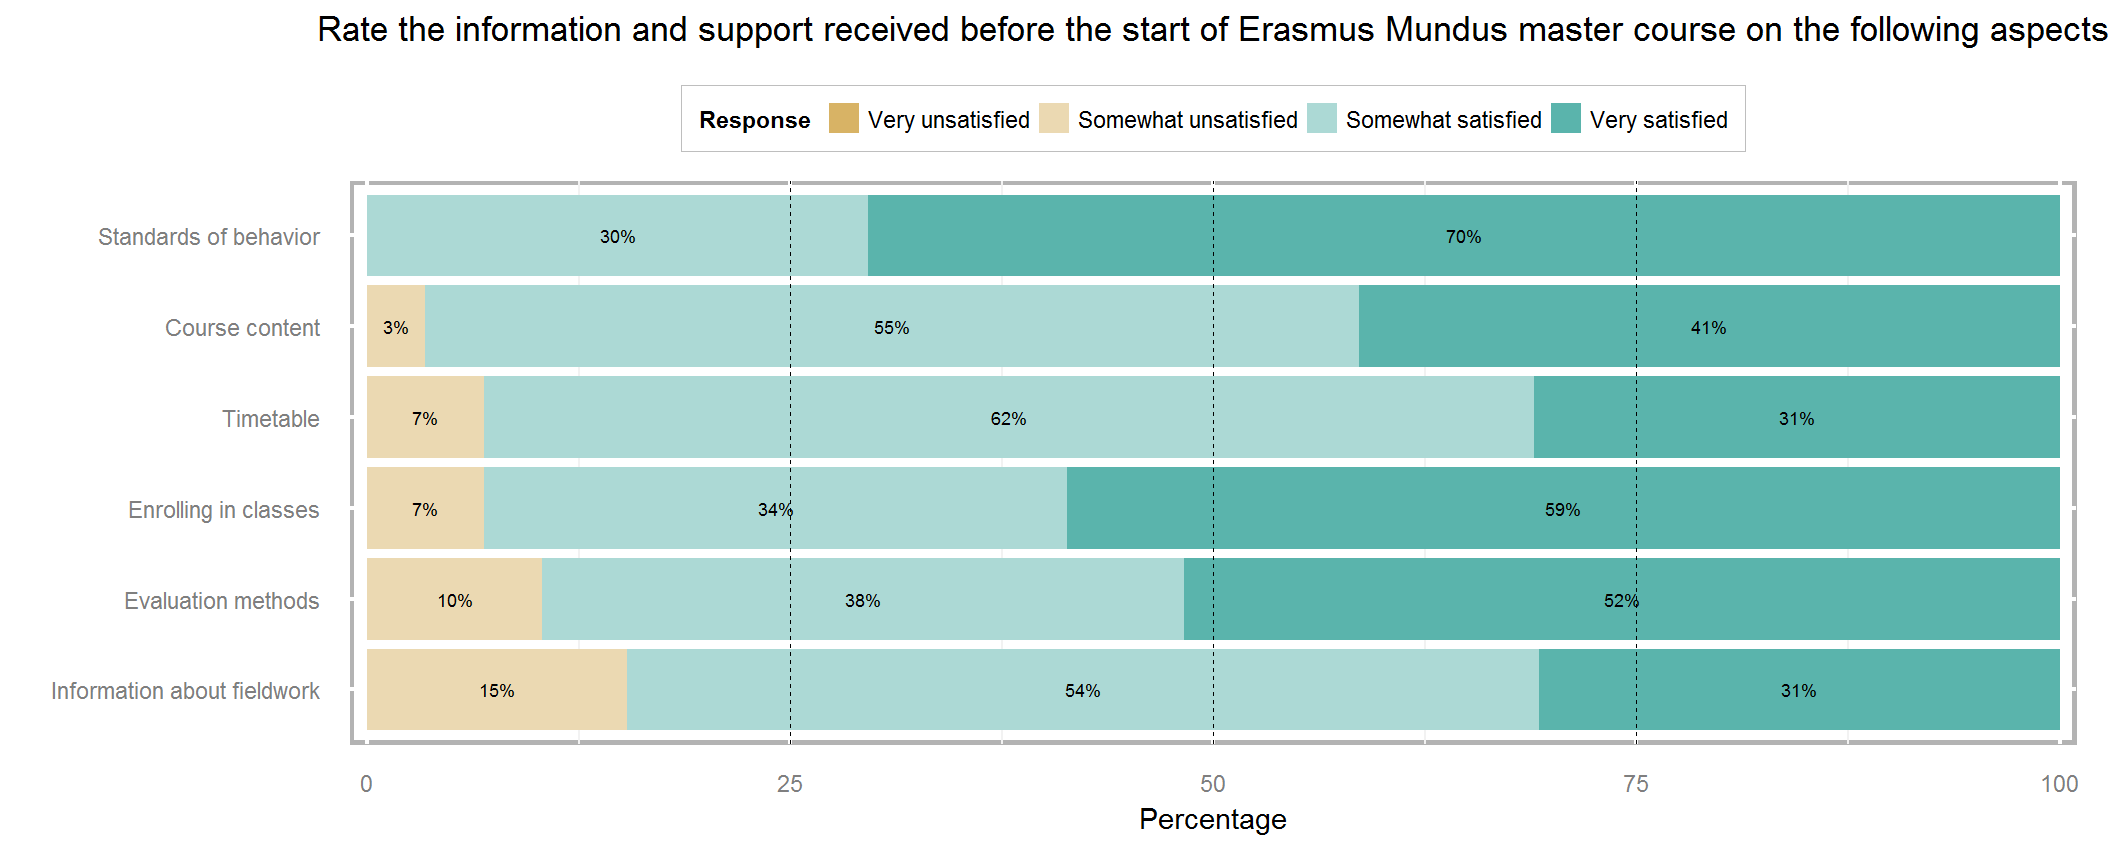 Rate the information and support received before the start of Erasmus Mundus master course on the following aspects
Response Very unsatisfied Somewhat unsatisfied Somewhat satisfied Very satisfied
Standards of behavior 30% 70%
Course content 3% 55% 41%
Timetable 7% 62% 31%
Enrolling in classes 7% 34% 59%
Evaluation methods 10% 38% 52%
Information about fieldwork 15% 54% 31%
0 25 50 75 100
Percentage